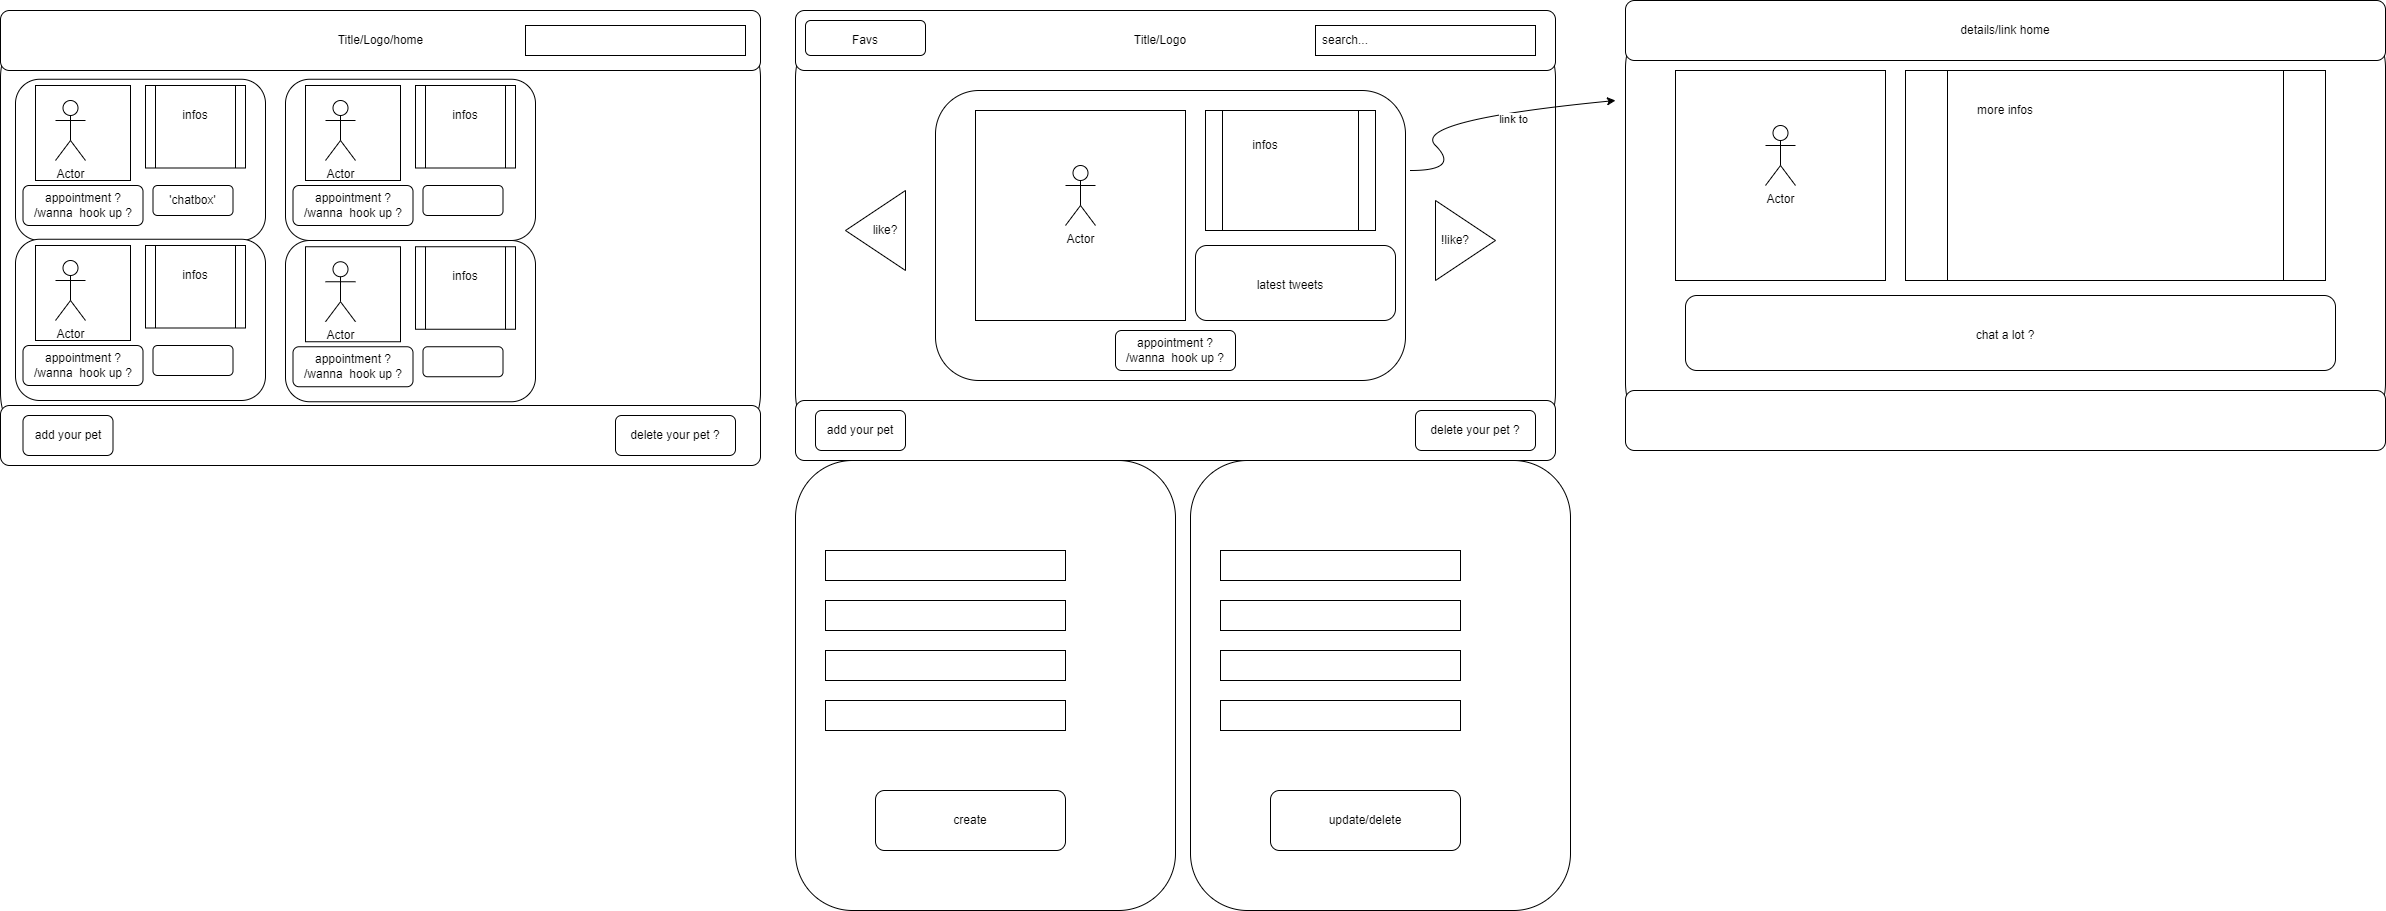 Title/Logo/home
infos
Actor
appointment ?
/wanna  hook up ?
'chatbox'
infos
Actor
appointment ?
/wanna  hook up ?
infos
Actor
appointment ?
/wanna  hook up ?
infos
Actor
appointment ?
/wanna  hook up ?
add your pet
delete your pet ?
Favs
Title/Logo
search...
like?
Actor
infos
latest tweets
appointment ?
/wanna  hook up ?
!like?
link to
add your pet
delete your pet ?
create
update/delete
details/link home
Actor
more infos
chat a lot ?